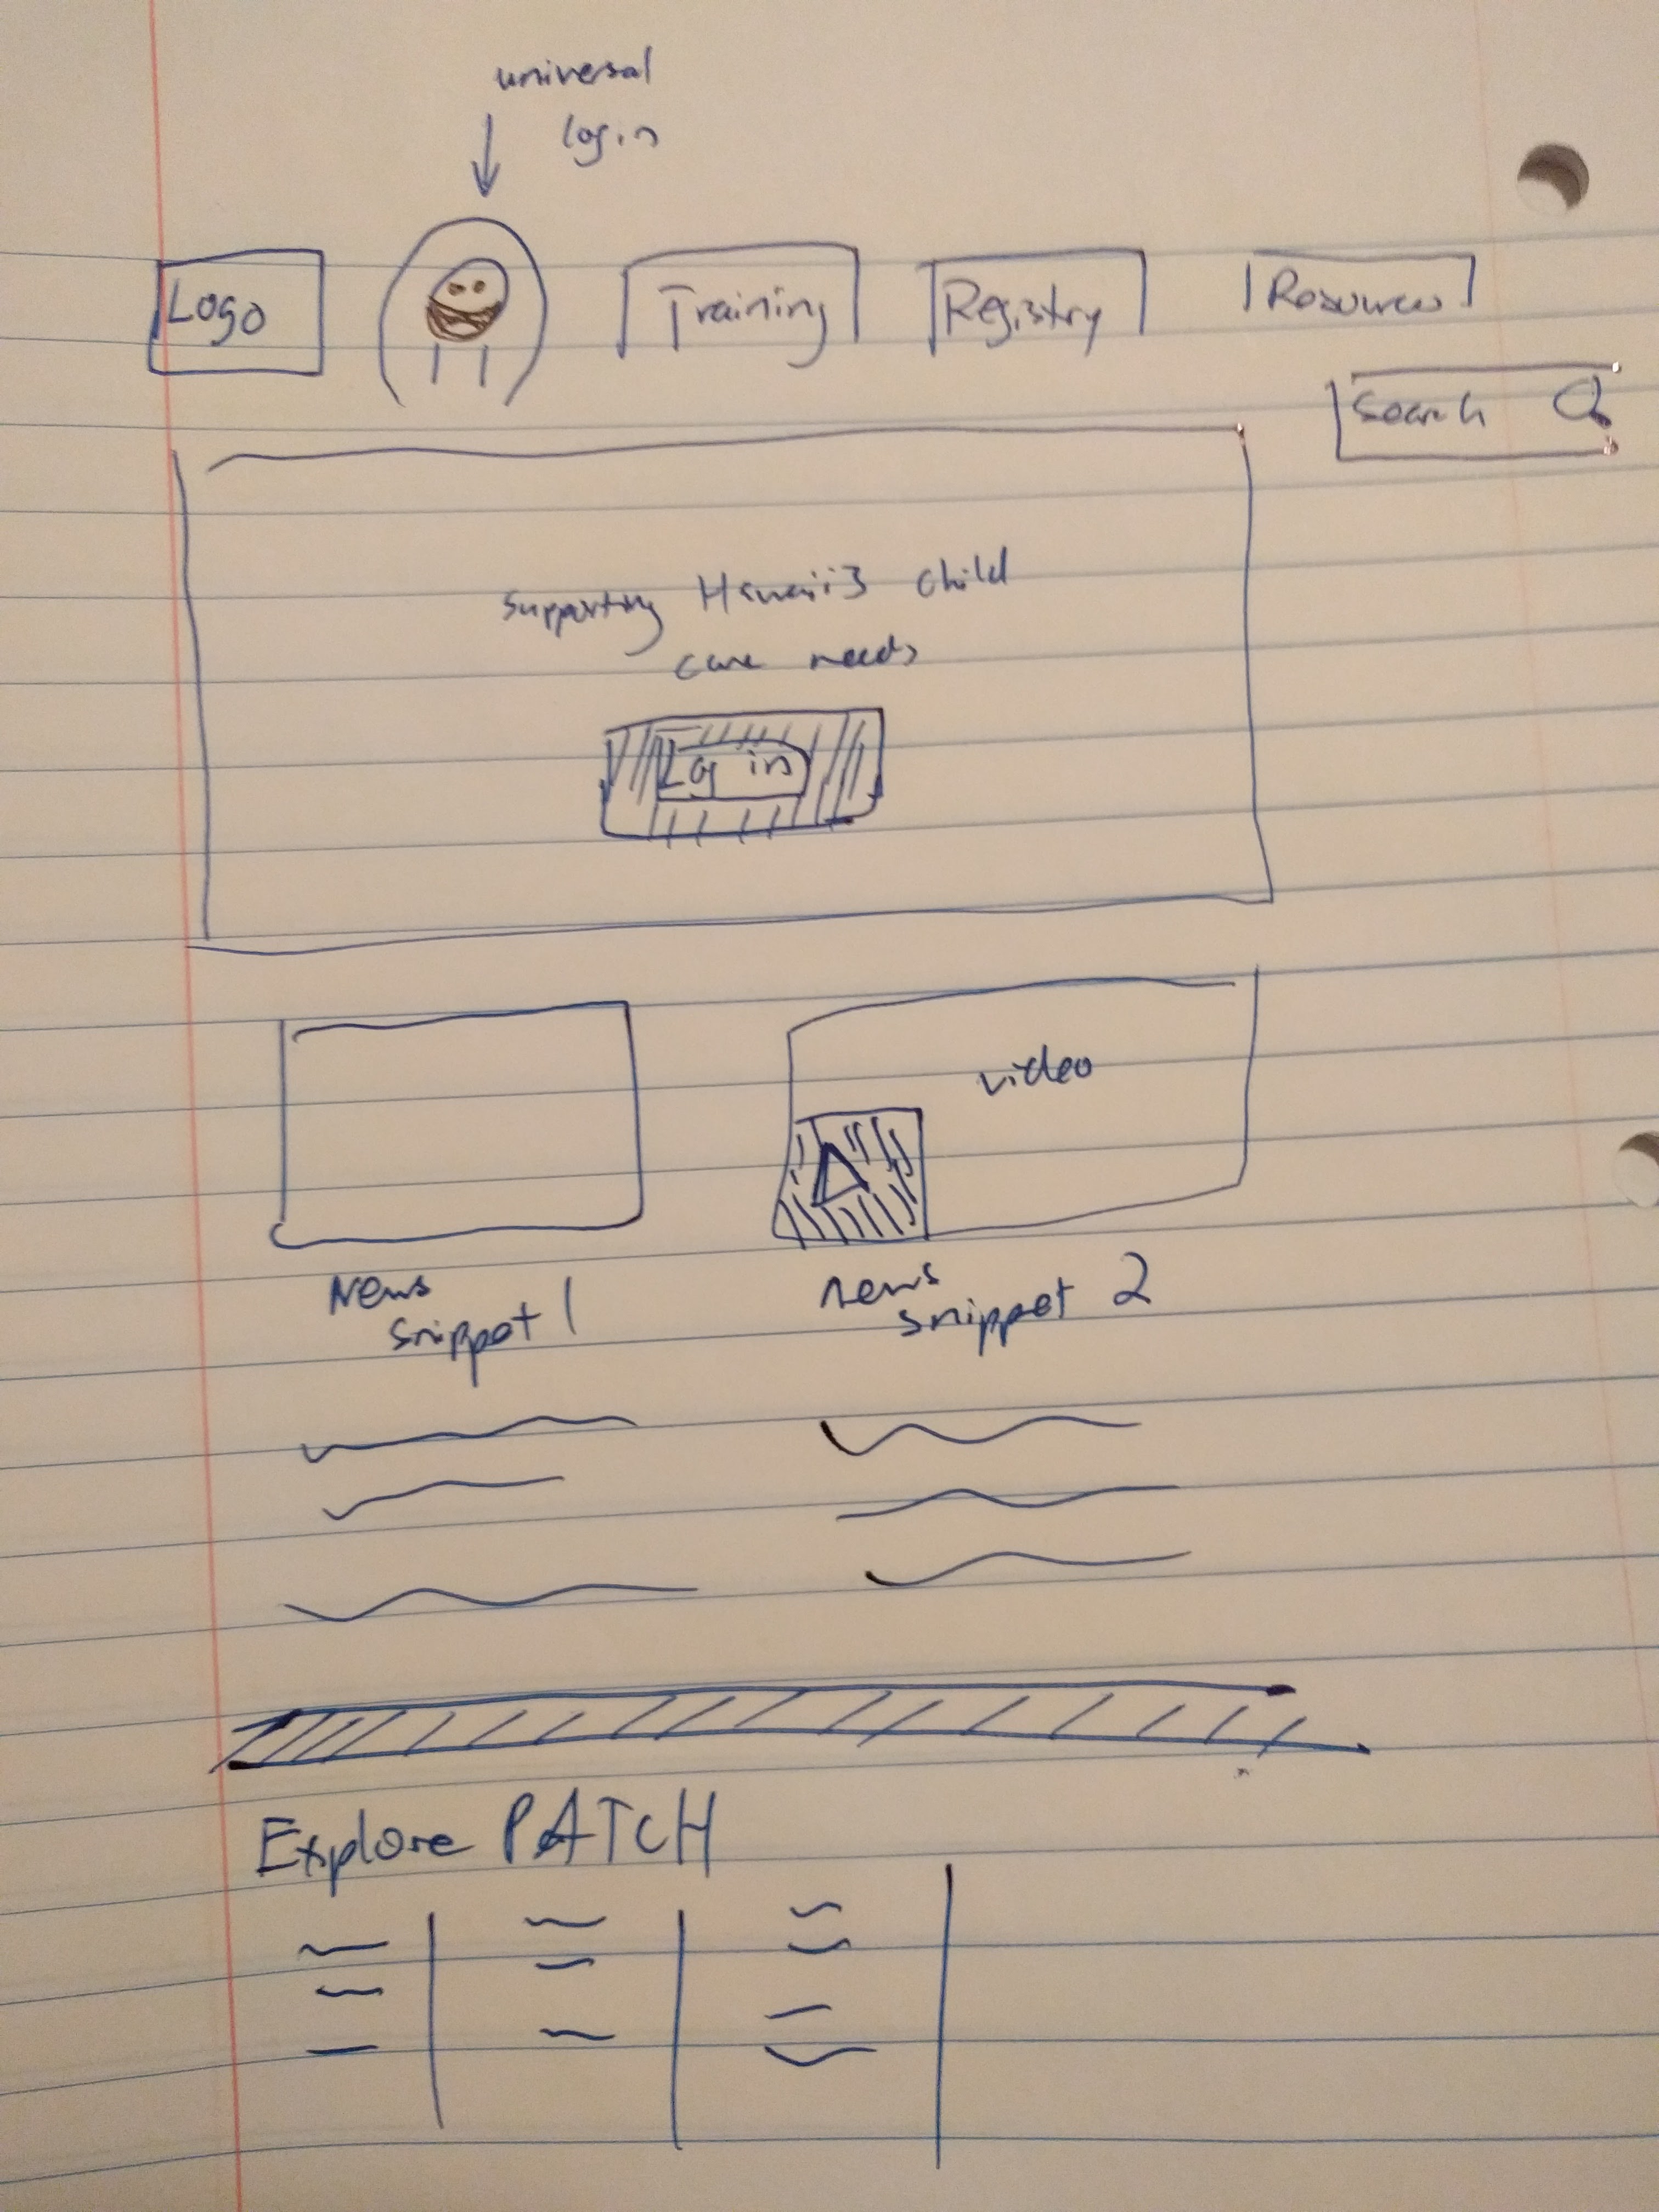 universal
login
Logo
Training
Registry
Resources
Search
supporting Hawaii's child
care needs
Log in
video
News
snippet 1
news
snippet 2
Explore PATCH